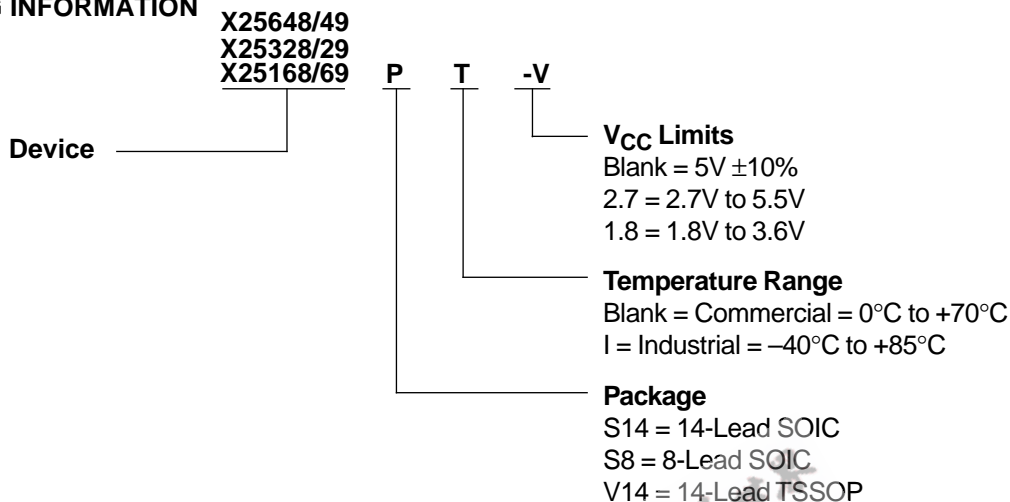 G INFORMATION
X25648/49
X25328/29
X25168/69 P T -V
Device
VCC Limits
Blank = 5V ±10%
2.7 = 2.7V to 5.5V
1.8 = 1.8V to 3.6V
Temperature Range
Blank = Commercial = 0°C to +70°C
I = Industrial = –40°C to +85°C
Package
S14 = 14-Lead SOIC
S8 = 8-Lead SOIC
V14 = 14-Lead TSSOP